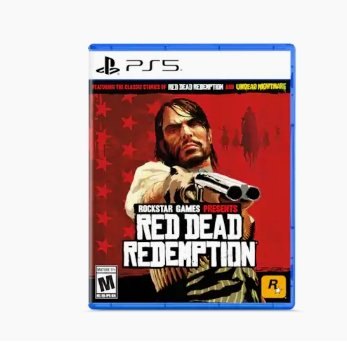 PS5
FEATURING THE CLASSIC STORIES OF RED DEAD REDEMPTION AND UNDEAD NIGHTMARE
ROCKSTAR GAMES PRESENTS
RED DEAD
REDEMPTION
MATURE 17+
M
ESRB
R